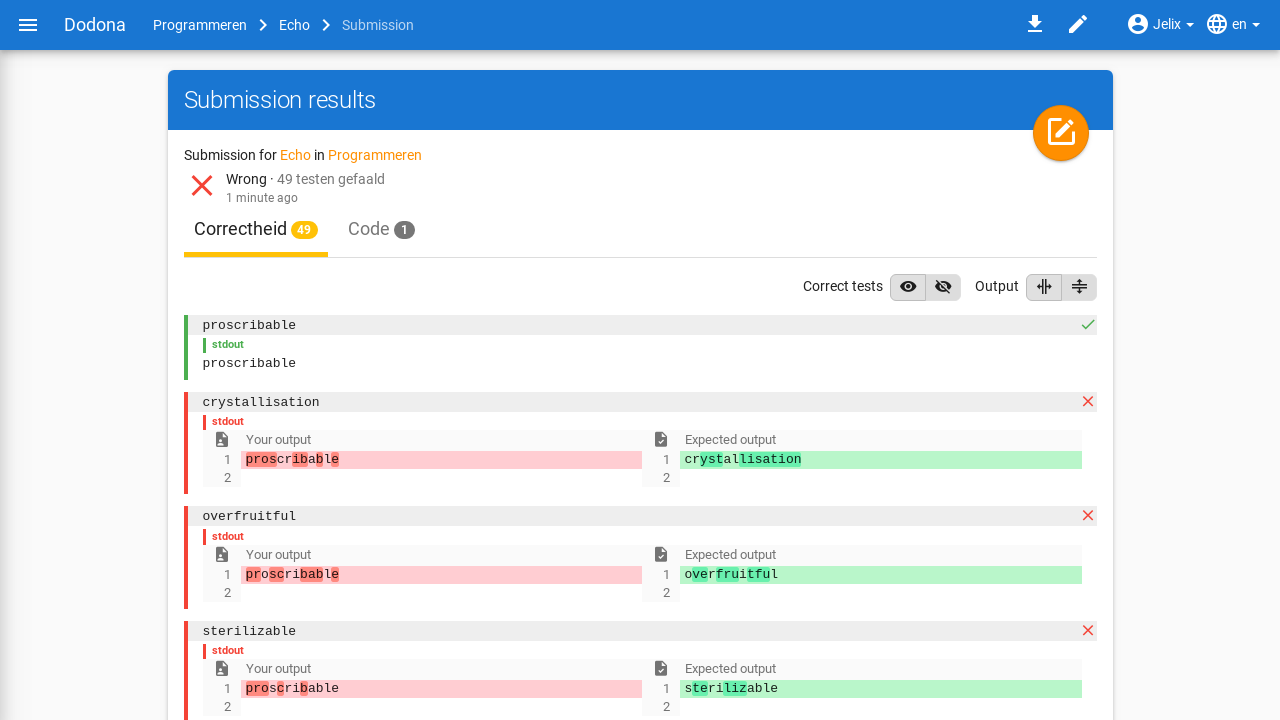 Dodona Programmeren Echo Submission Jelix en
Submission results
Submission for Echo in Programmeren
Wrong · 49 testen gefaald
1 minute ago
Correctheid 49 Code 1
Correct tests Output
proscribable
stdout
proscribable
crystallisation
stdout
Your output Expected output
1 proscribable 1 crystallisation
2 2
overfruitful
stdout
Your output Expected output
1 proscribable 1 overfruitful
2 2
sterilizable
stdout
Your output Expected output
1 proscribable 1 sterilizable
2 2